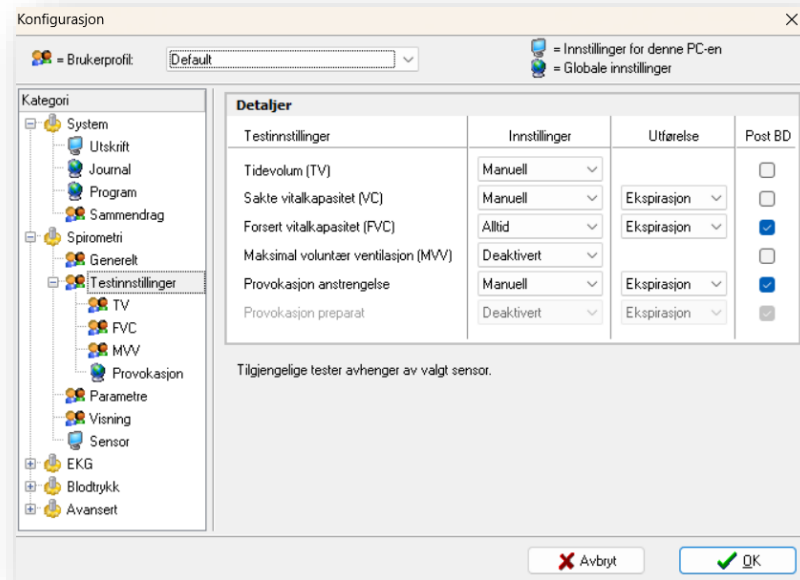 Konfigurasjon
= Brukerprofil: Default
= Innstillinger for denne PC-en
= Globale innstillinger
Kategori
System
Utskrift
Journal
Program
Sammendrag
Spirometri
Generelt
Testinnstillinger
TV
FVC
MVV
Provokasjon
Parametre
Visning
Sensor
EKG
Blodtrykk
Avansert
Detaljer
Testinnstillinger Innstillinger Utførelse Post BD
Tidevolum (TV) Manuell
Sakte vitalkapasitet (VC) Manuell Ekspirasjon
Forsert vitalkapasitet (FVC) Alltid Ekspirasjon
Maksimal voluntær ventilasjon (MVV) Deaktivert
Provokasjon anstrengelse Manuell Ekspirasjon
Provokasjon preparat Deaktivert Ekspirasjon
Tilgjengelige tester avhenger av valgt sensor.
Avbryt OK